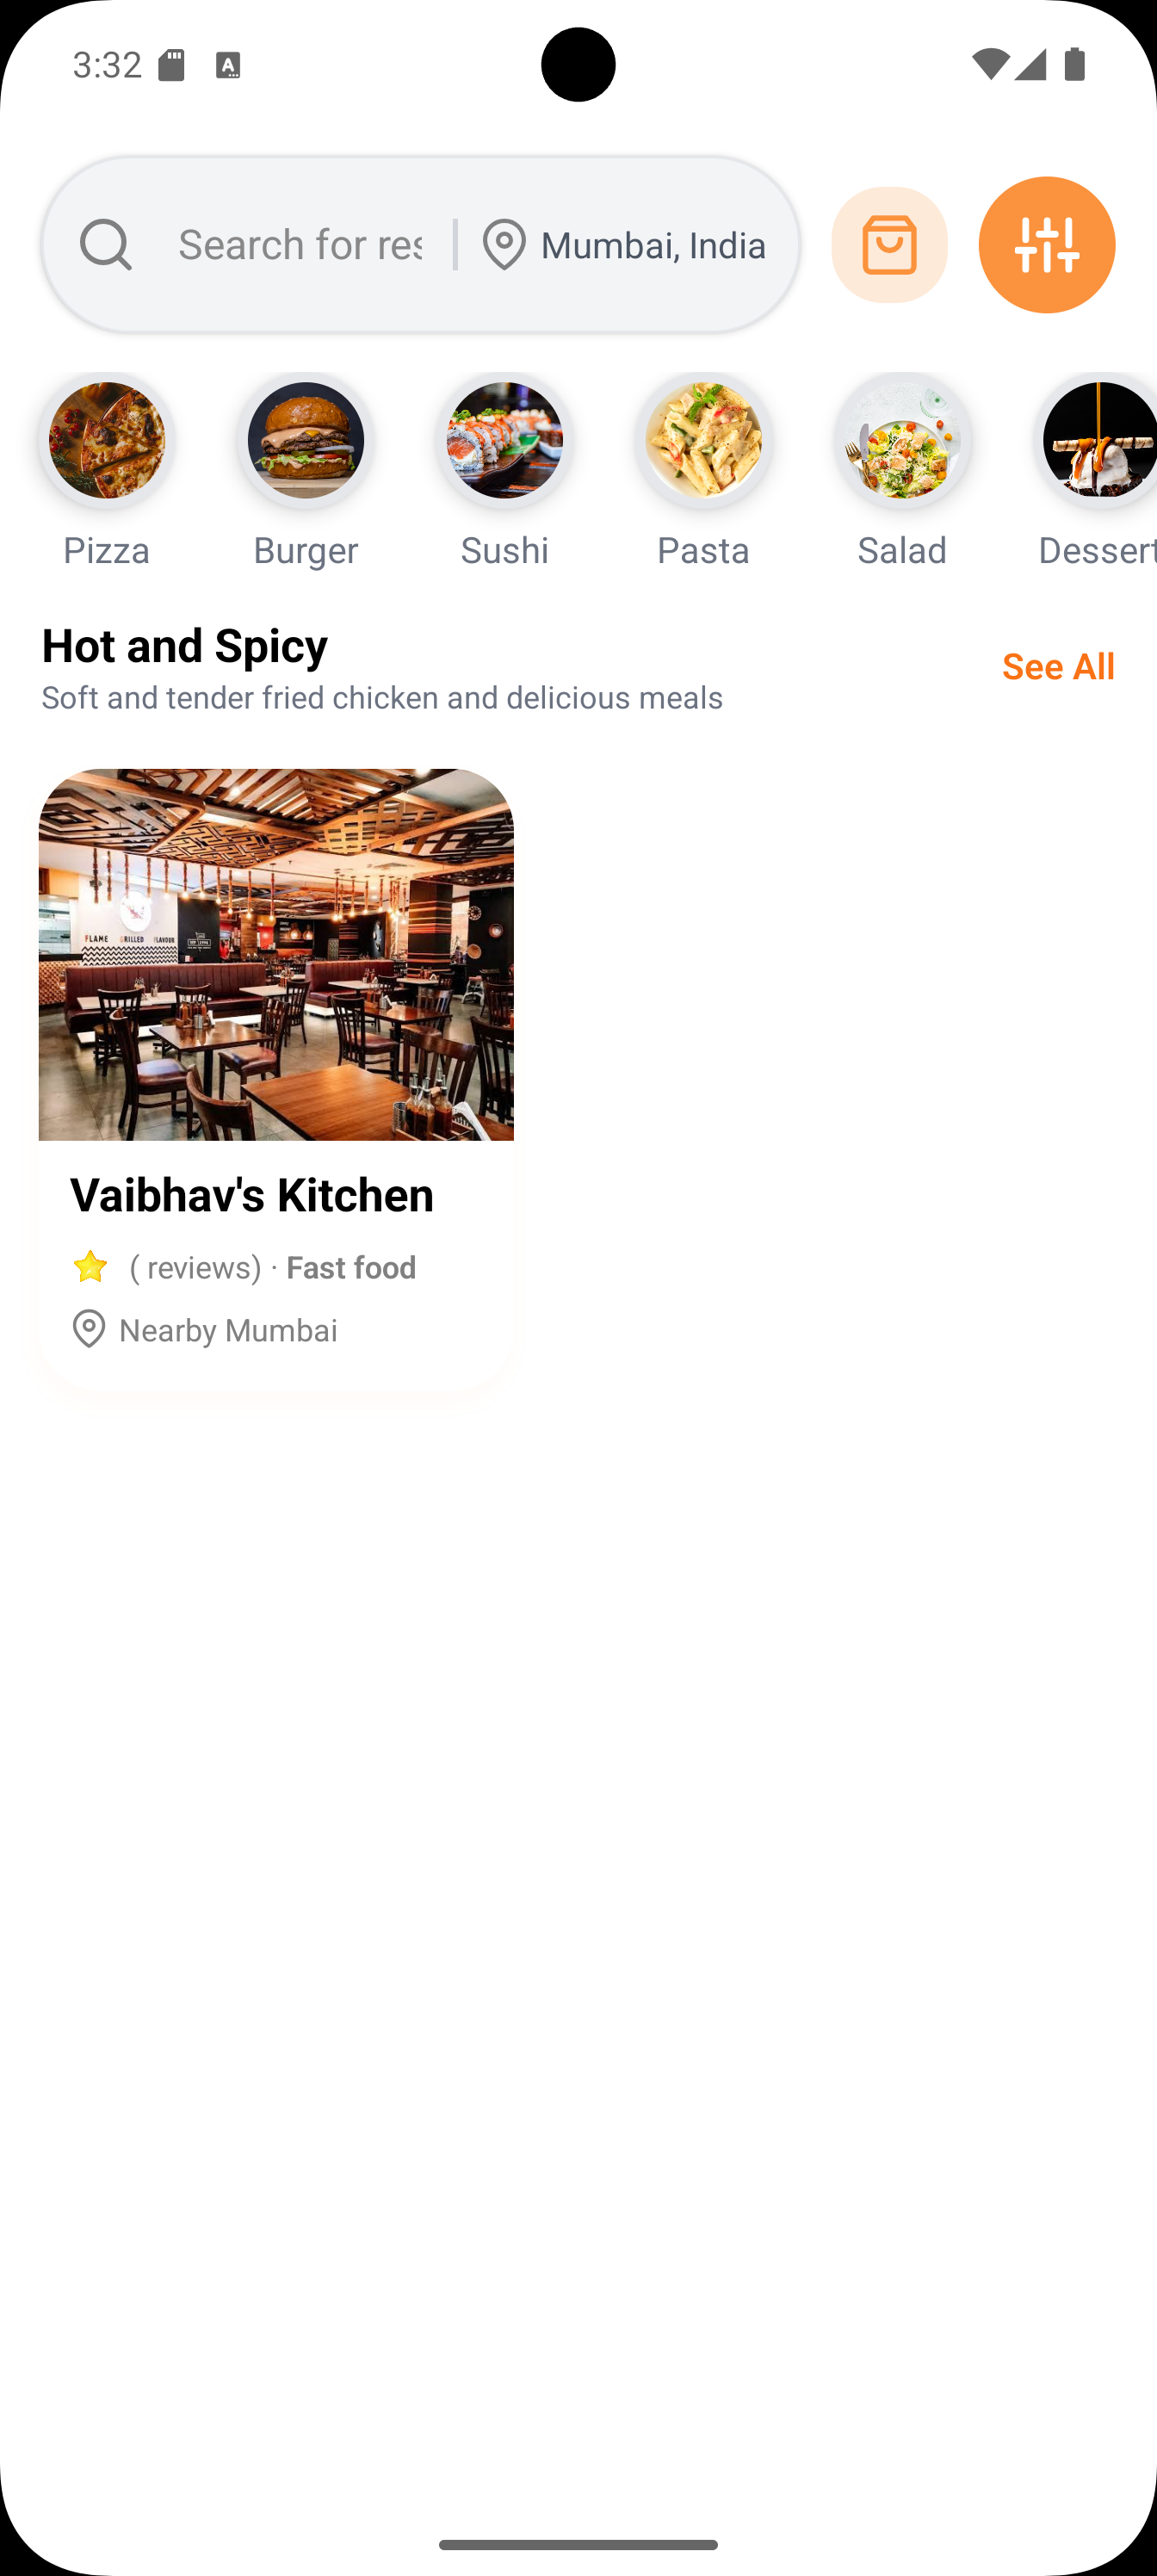 3:32
Search for res
Mumbai, India
Pizza
Burger
Sushi
Pasta
Salad
Dessert
Hot and Spicy
See All
Soft and tender fried chicken and delicious meals
FLAME GRILLED FLAVOUR
Vaibhav's Kitchen
( reviews) · Fast food
Nearby Mumbai